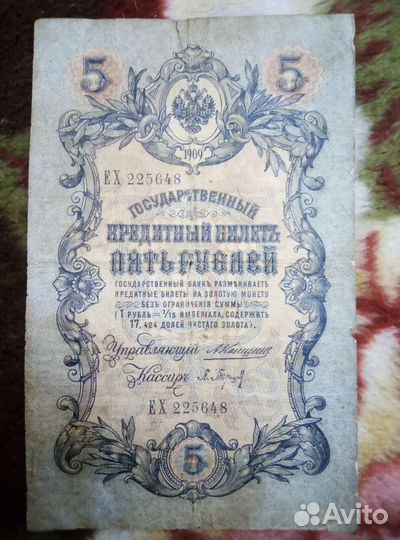 5 5
1909
ЕХ 225648
ГОСУДАРСТВЕННЫЙ
КРЕДИТНЫЙ БИЛЕТЪ
ПЯТЬ РУБЛЕЙ
ГОСУДАРСТВЕННЫЙ БАНКЪ РАЗМѢНИВАЕТЪ
КРЕДИТНЫЕ БИЛЕТЫ НА ЗОЛОТУЮ МОНЕТУ
БЕЗЪ ОГРАНИЧЕНІЯ СУММЫ
(1 РУБЛЬ = 1/15 ИМПЕРІАЛА, СОДЕРЖИТЪ
17,424 ДОЛЕЙ ЧИСТАГО ЗОЛОТА).
Управляющій
Кассиръ
ЕХ 225648
5
Avito